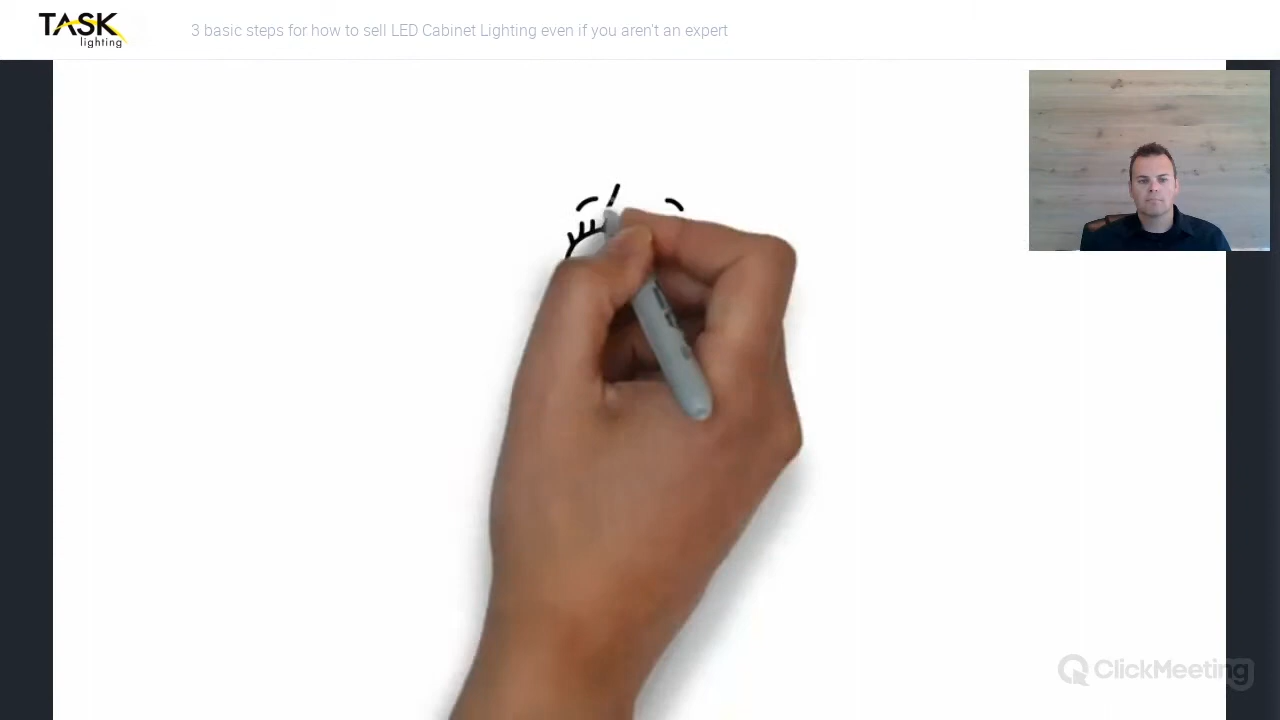 TASK
lighting
3 basic steps for how to sell LED Cabinet Lighting even if you aren't an expert
ClickMeeting